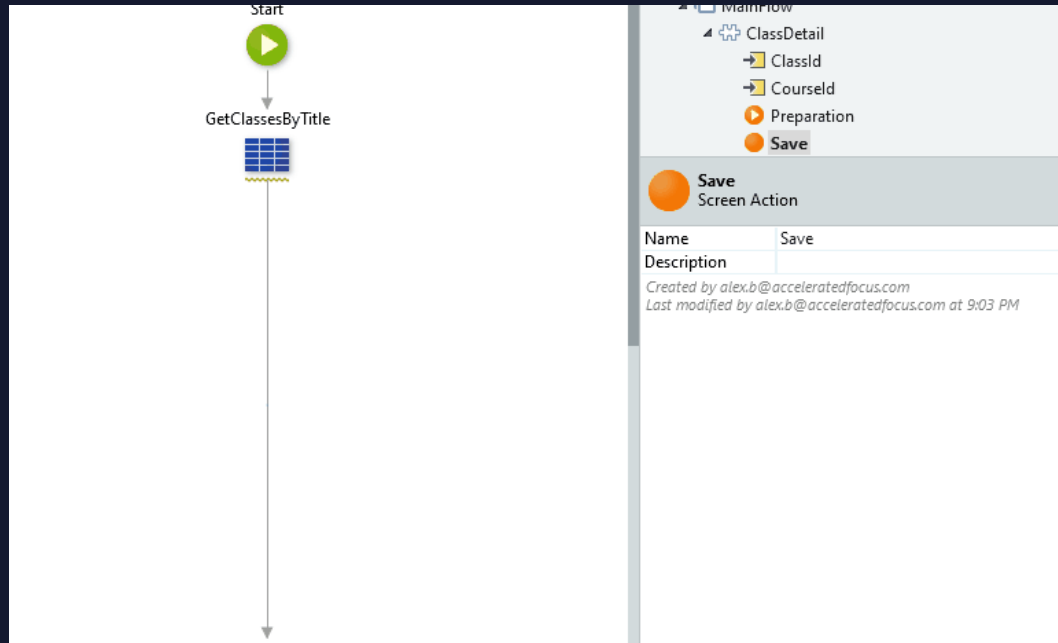 Start
GetClassesByTitle
MainFlow
ClassDetail
ClassId
CourseId
Preparation
Save
Save
Screen Action
Name Save
Description
Created by alex.b@acceleratedfocus.com
Last modified by alex.b@acceleratedfocus.com at 9:03 PM